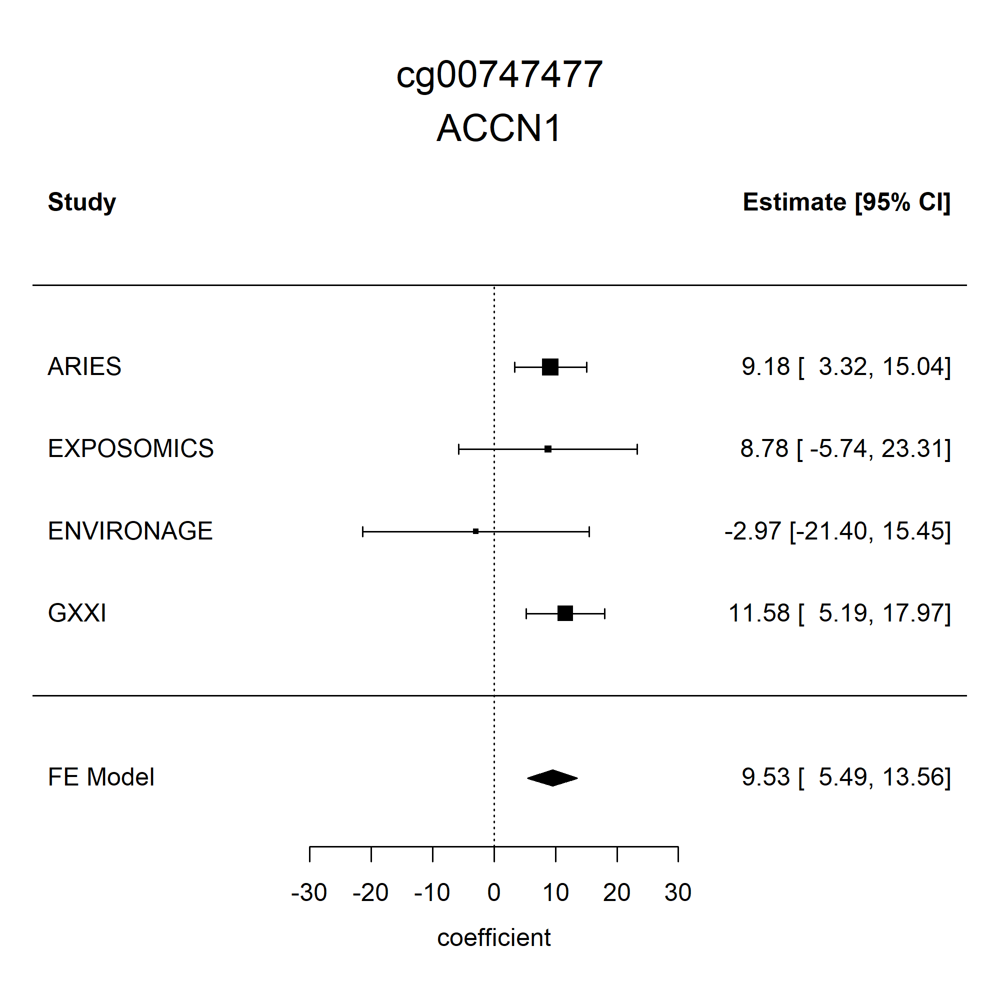 cg00747477
ACCN1
Study Estimate [95% CI]
ARIES 9.18 [ 3.32, 15.04]
EXPOSOMICS 8.78 [ -5.74, 23.31]
ENVIRONAGE -2.97 [-21.40, 15.45]
GXXI 11.58 [ 5.19, 17.97]
FE Model 9.53 [ 5.49, 13.56]
-30 -20 -10 0 10 20 30
coefficient